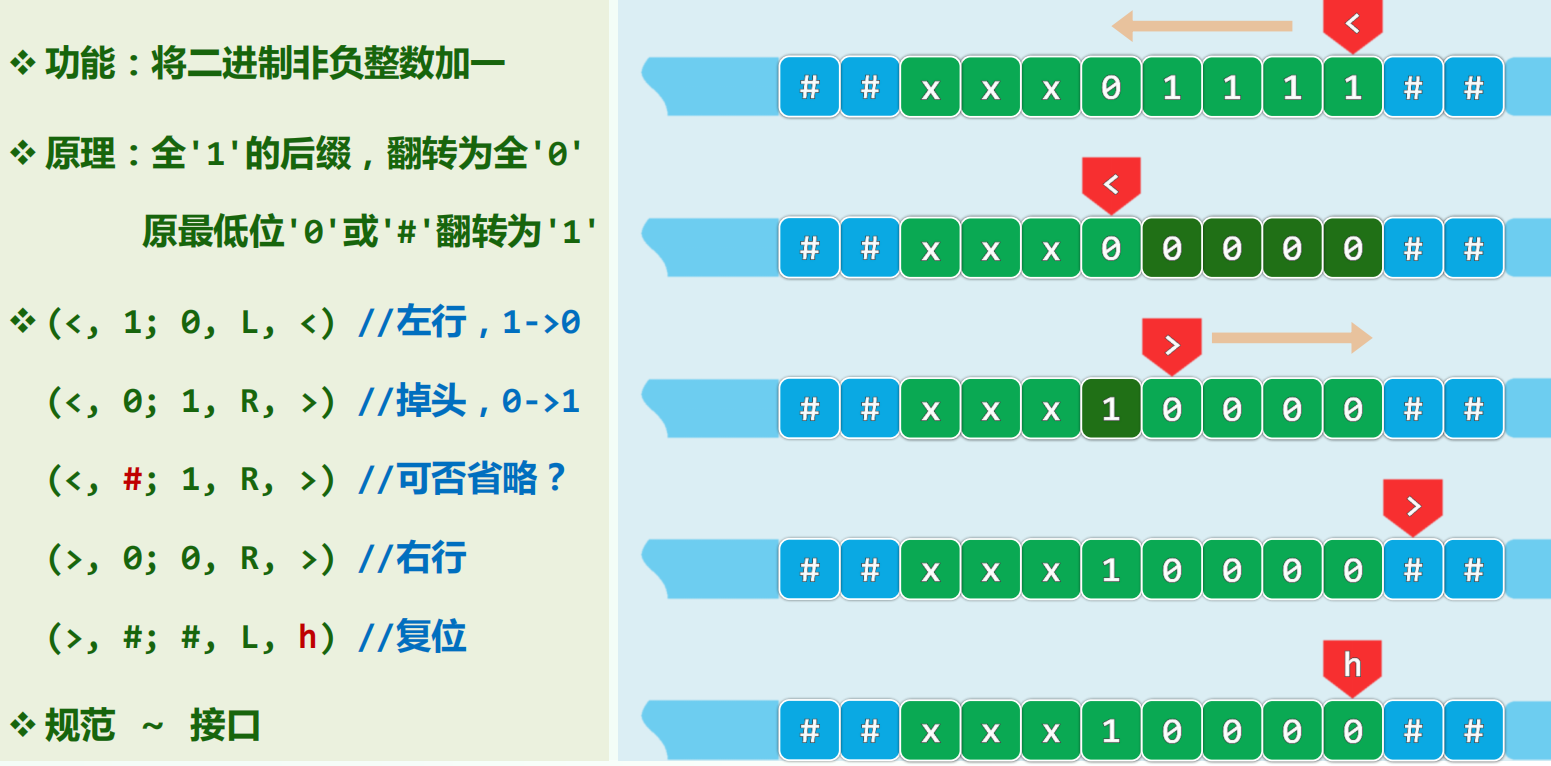 ❖ 功能：将二进制非负整数加一
❖ 原理：全'1'的后缀，翻转为全'0'
原最低位'0'或'#'翻转为'1'
❖ (<, 1; 0, L, <) //左行，1->0
(<, 0; 1, R, >) //掉头，0->1
(<, #; 1, R, >) //可否省略？
(>, 0; 0, R, >) //右行
(>, #; #, L, h) //复位
❖ 规范 ~ 接口
<
# # x x x 0 1 1 1 1 # #
<
# # x x x 0 0 0 0 0 # #
>
# # x x x 1 0 0 0 0 # #
>
# # x x x 1 0 0 0 0 # #
h
# # x x x 1 0 0 0 0 # #